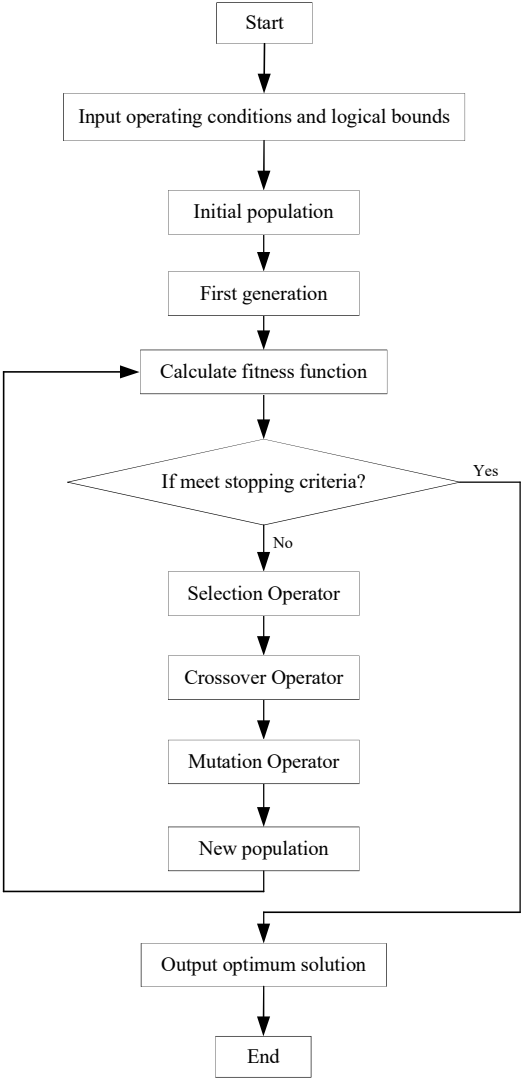 Start
Input operating conditions and logical bounds
Initial population
First generation
Calculate fitness function
If meet stopping criteria?
Yes
No
Selection Operator
Crossover Operator
Mutation Operator
New population
Output optimum solution
End